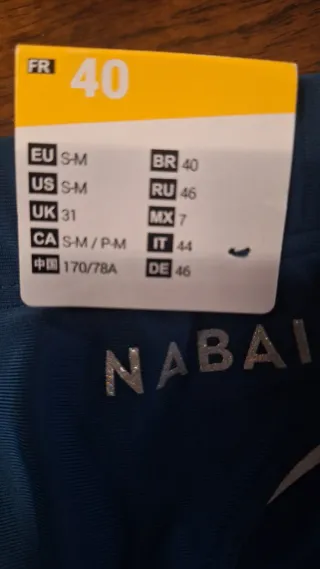 FR 40
EU S-M BR 40
US S-M RU 46
UK 31 MX 7
CA S-M / P-M IT 44
中国 170/78A DE 46
NABAI